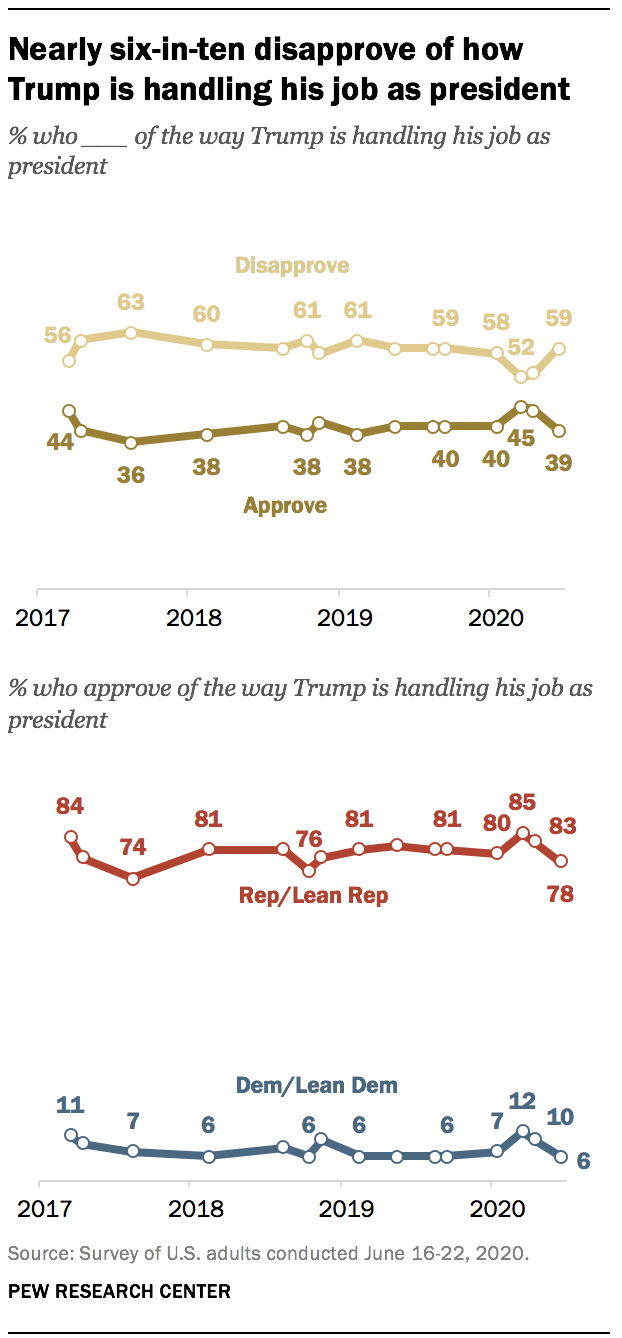 Nearly six-in-ten disapprove of how
Trump is handling his job as president
% who ___ of the way Trump is handling his job as
president
Disapprove
56 63 60 61 61 59 58 52 59
44 36 38 38 38 40 40 45 39
Approve
2017 2018 2019 2020
% who approve of the way Trump is handling his job as
president
84 74 81 76 81 81 80 85 83 78
Rep/Lean Rep
Dem/Lean Dem
11 7 6 6 6 6 7 12 10 6
2017 2018 2019 2020
Source: Survey of U.S. adults conducted June 16-22, 2020.
PEW RESEARCH CENTER